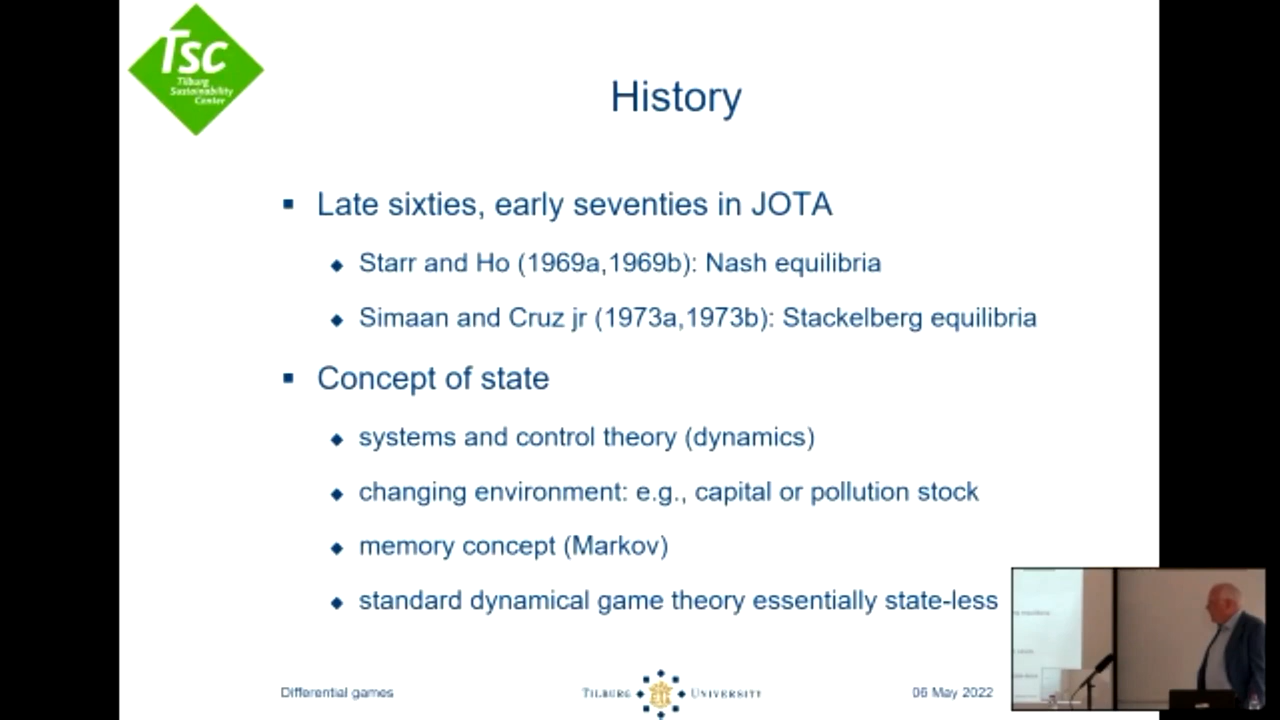 Tsc
Tilburg
Sustainability
Center
History
Late sixties, early seventies in JOTA
Starr and Ho (1969a,1969b): Nash equilibria
Simaan and Cruz jr (1973a,1973b): Stackelberg equilibria
Concept of state
systems and control theory (dynamics)
changing environment: e.g., capital or pollution stock
memory concept (Markov)
standard dynamical game theory essentially state-less
Differential games
TILBURG UNIVERSITY
06 May 2022